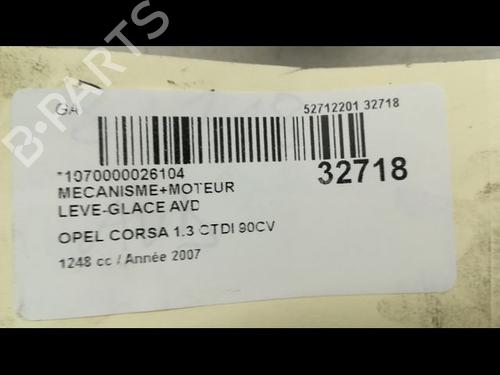 GA
52712201 32718
*1070000026104
32718
MECANISME+MOTEUR
LEVE-GLACE AVD
OPEL CORSA 1.3 CTDI 90CV
1248 cc / Année 2007
B-PARTS